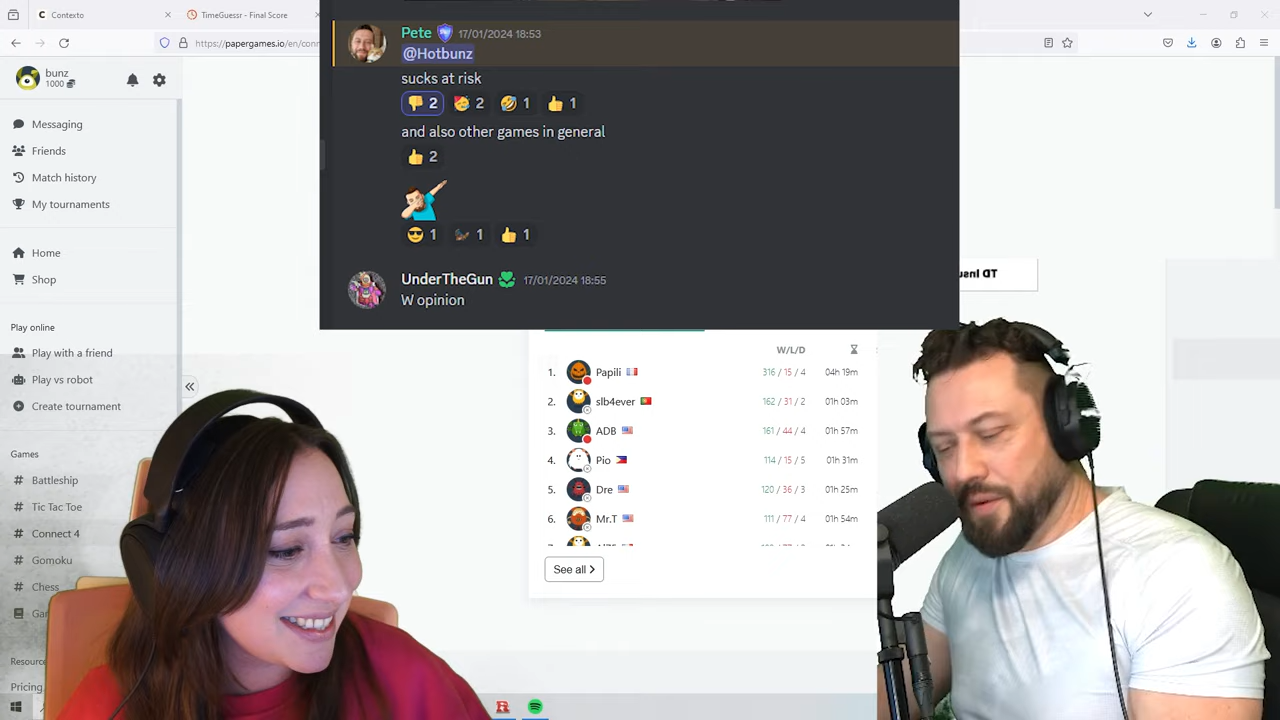 Contexto
TimeGuessr - Final Score
https://papergames.io/en/conn
bunz
1000
Messaging
Friends
Match history
My tournaments
Home
Shop
Play online
Play with a friend
Play vs robot
Create tournament
Games
# Battleship
# Tic Tac Toe
# Connect 4
# Gomoku
# Chess
Resource
Pricing
Pete 17/01/2024 18:53
@Hotbunz
sucks at risk
2 2 1 1
and also other games in general
2
1 1 1
UnderTheGun 17/01/2024 18:55
W opinion
W/L/D
1. Papili 316 / 15 / 4 04h 19m
2. slb4ever 162 / 31 / 2 01h 03m
3. ADB 161 / 44 / 4 01h 57m
4. Pio 114 / 15 / 5 01h 31m
5. Dre 120 / 36 / 3 01h 25m
6. Mr.T 111 / 77 / 4 01h 54m
See all